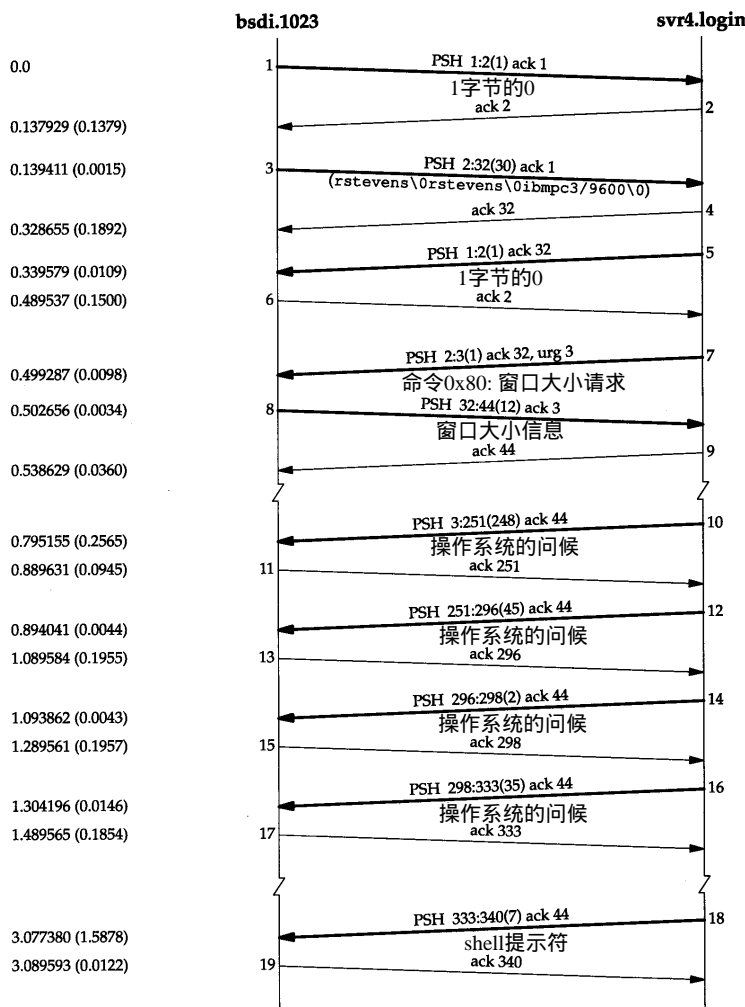 bsdi.1023 svr4.login
0.0 1 PSH 1:2(1) ack 1
1字节的0
ack 2 2
0.137929 (0.1379)
0.139411 (0.0015) 3 PSH 2:32(30) ack 1
(rstevens\0rstevens\0ibmpc3/9600\0)
ack 32 4
0.328655 (0.1892)
PSH 1:2(1) ack 32 5
0.339579 (0.0109) 1字节的0
0.489537 (0.1500) 6 ack 2
PSH 2:3(1) ack 32, urg 3 7
0.499287 (0.0098) 命令0x80: 窗口大小请求
0.502656 (0.0034) 8 PSH 32:44(12) ack 3
窗口大小信息
ack 44 9
0.538629 (0.0360)
PSH 3:251(248) ack 44 10
0.795155 (0.2565) 操作系统的问候
0.889631 (0.0945) 11 ack 251
PSH 251:296(45) ack 44 12
0.894041 (0.0044) 操作系统的问候
1.089584 (0.1955) 13 ack 296
PSH 296:298(2) ack 44 14
1.093862 (0.0043) 操作系统的问候
1.289561 (0.1957) 15 ack 298
PSH 298:333(35) ack 44 16
1.304196 (0.0146) 操作系统的问候
1.489565 (0.1854) 17 ack 333
PSH 333:340(7) ack 44 18
3.077380 (1.5878) shell提示符
3.089593 (0.0122) 19 ack 340